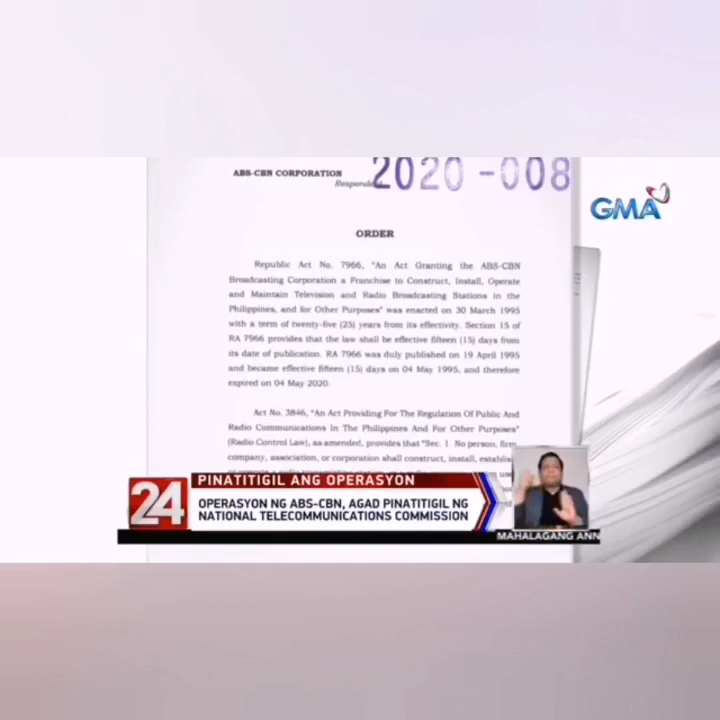 ABS-CBN CORPORATION
Respondent
2020 -008
GMA
ORDER
Republic Act No. 7966, "An Act Granting the ABS-CBN
Broadcasting Corporation a Franchise to Construct, Install, Operate
and Maintain Television and Radio Broadcasting Stations in the
Philippines, and for Other Purposes" was enacted on 30 March 1995
with a term of twenty-five (25) years from its effectivity. Section 15 of
RA 7966 provides that the law shall be effective fifteen (15) days from
its date of publication. RA 7966 was duly published on 19 April 1995
and became effective fifteen (15) days on 04 May 1995, and therefore
expired on 04 May 2020.
Act No. 3846, "An Act Providing For The Regulation Of Public And
Radio Communications In The Philippines And For Other Purposes"
(Radio Control Law), as amended, provides that "Sec. 1. No person, firm,
company, association, or corporation shall construct, install, establish
24
PINATITIGIL ANG OPERASYON
OPERASYON NG ABS-CBN, AGAD PINATITIGIL NG
NATIONAL TELECOMMUNICATIONS COMMISSION
MAHALAGANG ANN